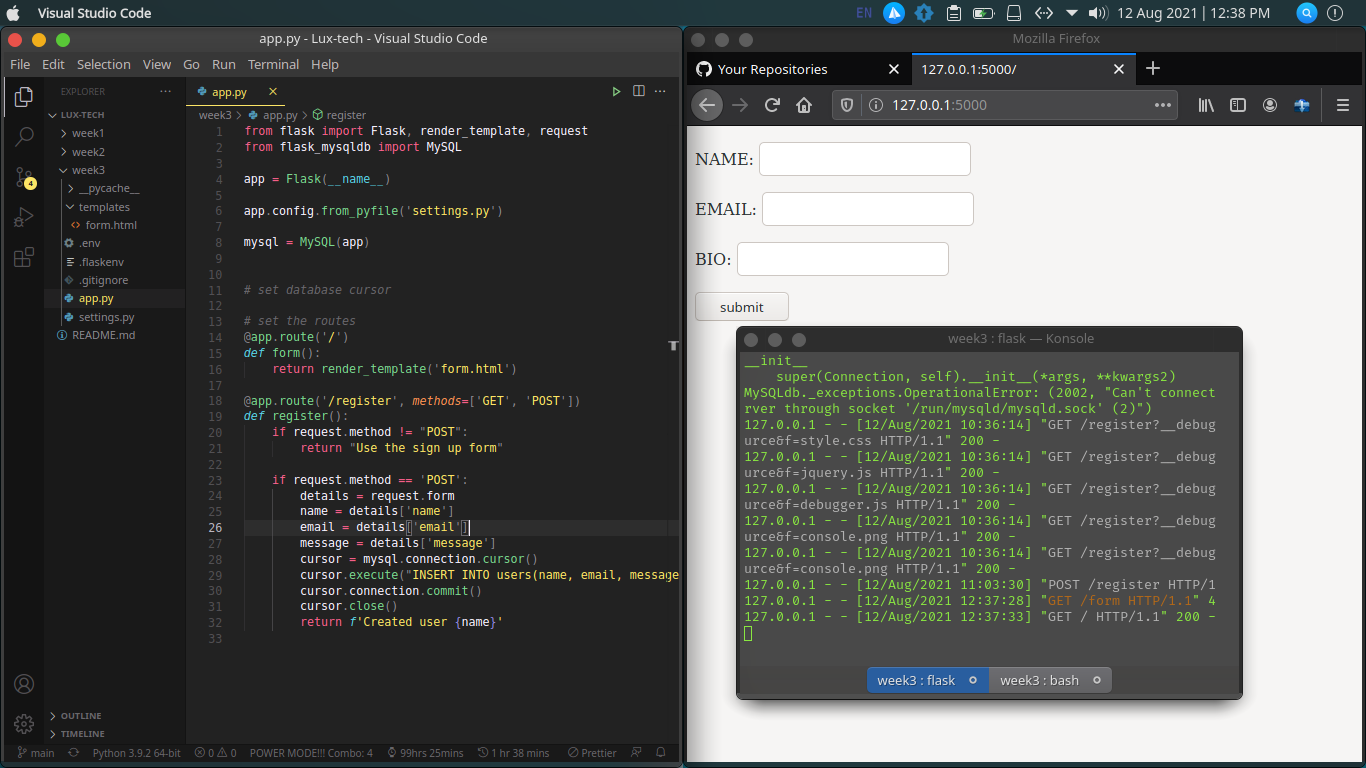 Visual Studio Code
EN
12 Aug 2021 | 12:38 PM
app.py - Lux-tech - Visual Studio Code
File Edit Selection View Go Run Terminal Help
EXPLORER
LUX-TECH
week1
week2
week3
__pycache__
templates
form.html
.env
.flaskenv
.gitignore
app.py
settings.py
README.md
OUTLINE
TIMELINE
4
app.py
week3 > app.py > register
1 from flask import Flask, render_template, request
2 from flask_mysqldb import MySQL
3
4 app = Flask(__name__)
5
6 app.config.from_pyfile('settings.py')
7
8 mysql = MySQL(app)
9
10
11 # set database cursor
12
13 # set the routes
14 @app.route('/')
15 def form():
16 return render_template('form.html')
17
18 @app.route('/register', methods=['GET', 'POST'])
19 def register():
20 if request.method != "POST":
21 return "Use the sign up form"
22
23 if request.method == 'POST':
24 details = request.form
25 name = details['name']
26 email = details['email']
27 message = details['message']
28 cursor = mysql.connection.cursor()
29 cursor.execute("INSERT INTO users(name, email, message
30 cursor.connection.commit()
31 cursor.close()
32 return f'Created user {name}'
33
main Python 3.9.2 64-bit 0 0 POWER MODE!!! Combo: 4 99hrs 25mins 1 hr 38 mins Prettier
Mozilla Firefox
Your Repositories
127.0.0.1:5000/
127.0.0.1:5000
NAME:
EMAIL:
BIO:
submit
week3 : flask — Konsole
__init__
super(Connection, self).__init__(*args, **kwargs2)
MySQLdb._exceptions.OperationalError: (2002, "Can't connect
rver through socket '/run/mysqld/mysqld.sock' (2)")
127.0.0.1 - - [12/Aug/2021 10:36:14] "GET /register?__debug
urce&f=style.css HTTP/1.1" 200 -
127.0.0.1 - - [12/Aug/2021 10:36:14] "GET /register?__debug
urce&f=jquery.js HTTP/1.1" 200 -
127.0.0.1 - - [12/Aug/2021 10:36:14] "GET /register?__debug
urce&f=debugger.js HTTP/1.1" 200 -
127.0.0.1 - - [12/Aug/2021 10:36:14] "GET /register?__debug
urce&f=console.png HTTP/1.1" 200 -
127.0.0.1 - - [12/Aug/2021 10:36:14] "GET /register?__debug
urce&f=console.png HTTP/1.1" 200 -
127.0.0.1 - - [12/Aug/2021 11:03:30] "POST /register HTTP/1
127.0.0.1 - - [12/Aug/2021 12:37:28] "GET /form HTTP/1.1" 4
127.0.0.1 - - [12/Aug/2021 12:37:33] "GET / HTTP/1.1" 200 -
week3 : flask
week3 : bash